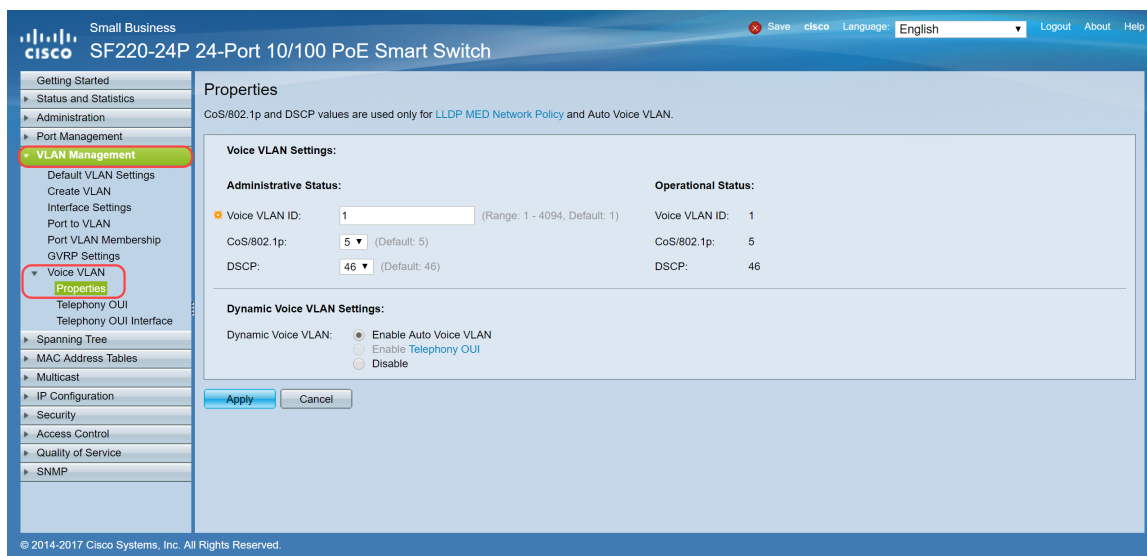 Small Business
cisco SF220-24P 24-Port 10/100 PoE Smart Switch
Save cisco Language: English Logout About Help
Getting Started
Status and Statistics
Administration
Port Management
VLAN Management
Default VLAN Settings
Create VLAN
Interface Settings
Port to VLAN
Port VLAN Membership
GVRP Settings
Voice VLAN
Properties
Telephony OUI
Telephony OUI Interface
Spanning Tree
MAC Address Tables
Multicast
IP Configuration
Security
Access Control
Quality of Service
SNMP
Properties
CoS/802.1p and DSCP values are used only for LLDP MED Network Policy and Auto Voice VLAN.
Voice VLAN Settings:
Administrative Status: Operational Status:
Voice VLAN ID: 1 (Range: 1 - 4094, Default: 1) Voice VLAN ID: 1
CoS/802.1p: 5 (Default: 5) CoS/802.1p: 5
DSCP: 46 (Default: 46) DSCP: 46
Dynamic Voice VLAN Settings:
Dynamic Voice VLAN: Enable Auto Voice VLAN
Enable Telephony OUI
Disable
Apply Cancel
© 2014-2017 Cisco Systems, Inc. All Rights Reserved.